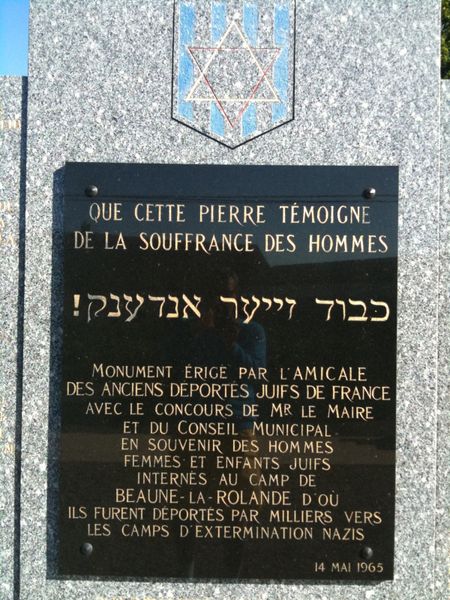 QUE CETTE PIERRE TÉMOIGNE
DE LA SOUFFRANCE DES HOMMES
כבוד זייער אנדענק!
MONUMENT ÉRIGÉ PAR L'AMICALE
DES ANCIENS DÉPORTÉS JUIFS DE FRANCE
AVEC LE CONCOURS DE MR LE MAIRE
ET DU CONSEIL MUNICIPAL
EN SOUVENIR DES HOMMES
FEMMES ET ENFANTS JUIFS
INTERNÉS AU CAMP DE
BEAUNE-LA-ROLANDE D'OÙ
ILS FURENT DÉPORTÉS PAR MILLIERS VERS
LES CAMPS D'EXTERMINATION NAZIS
14 MAI 1965